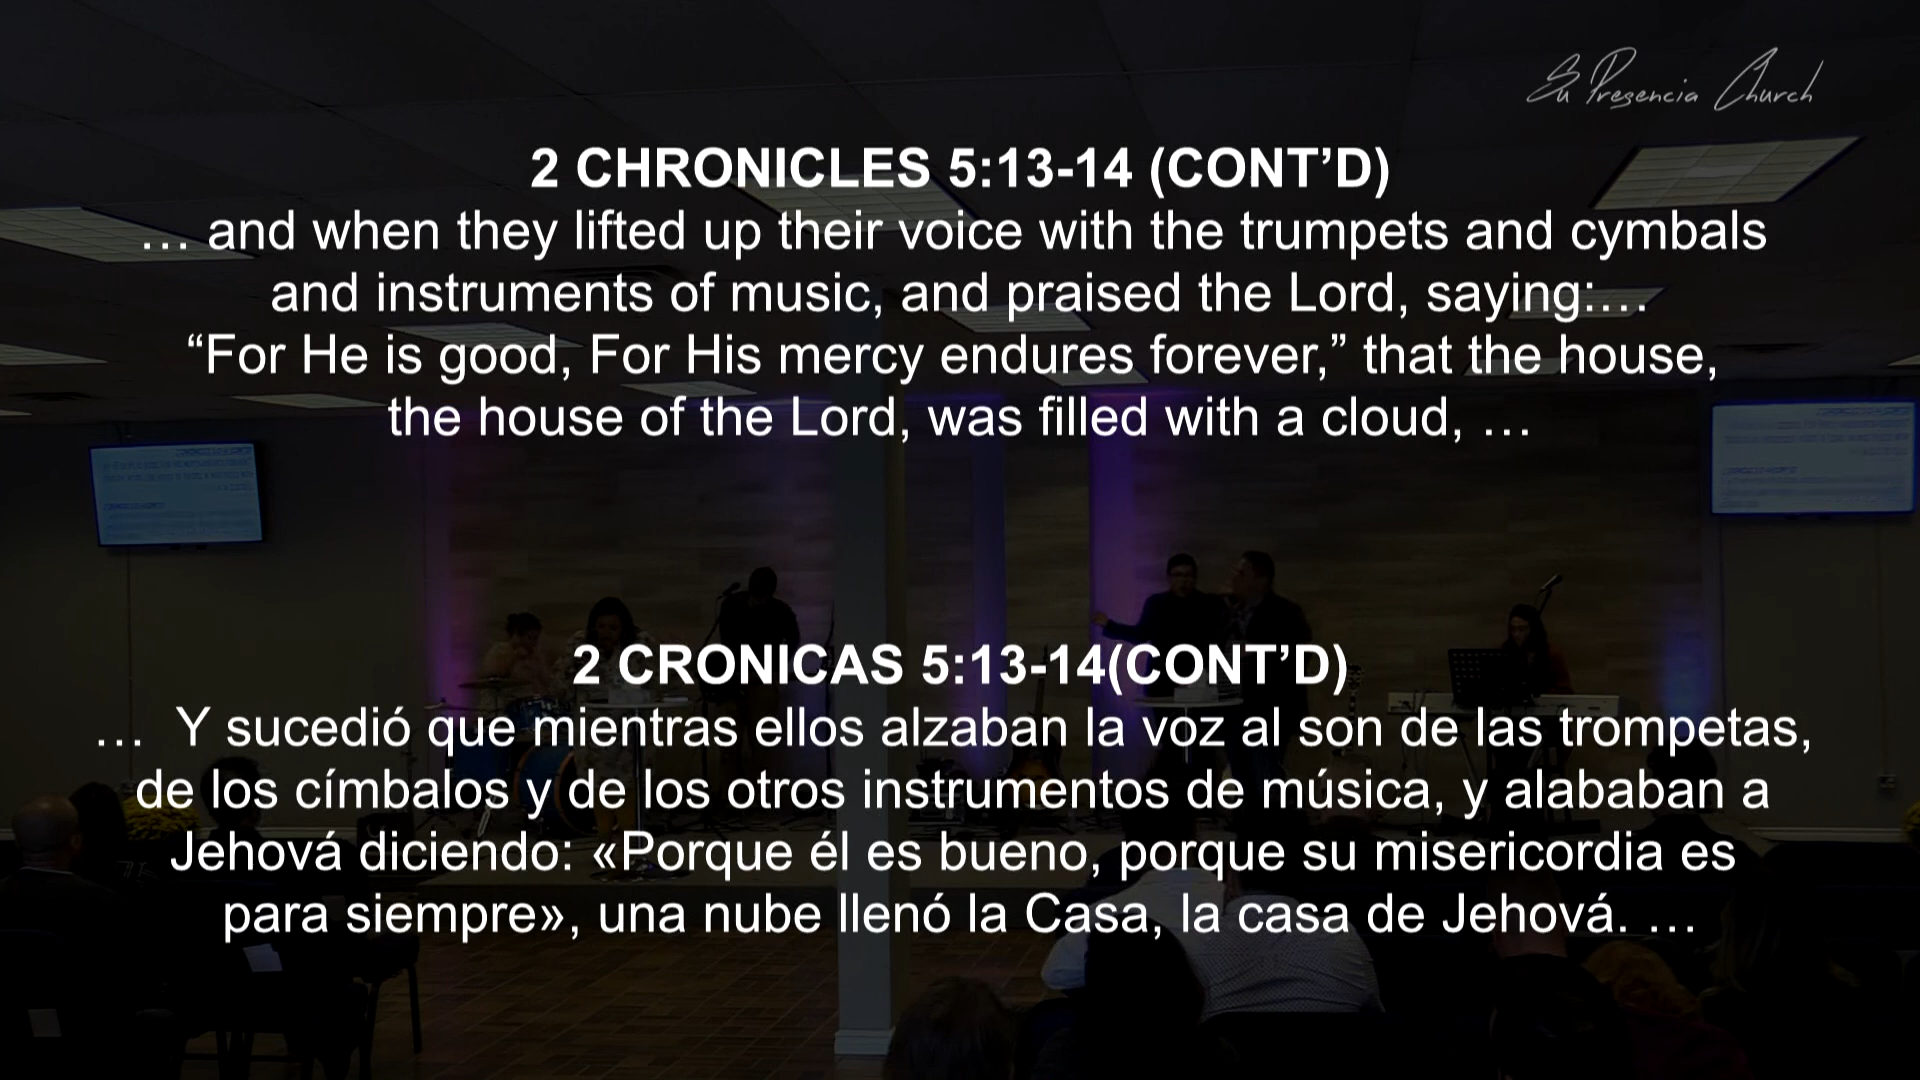 Su Presencia Church
2 CHRONICLES 5:13-14 (CONT’D)
… and when they lifted up their voice with the trumpets and cymbals
and instruments of music, and praised the Lord, saying:…
“For He is good, For His mercy endures forever,” that the house,
the house of the Lord, was filled with a cloud, …
2 CRONICAS 5:13-14(CONT’D)
… Y sucedió que mientras ellos alzaban la voz al son de las trompetas,
de los címbalos y de los otros instrumentos de música, y alababan a
Jehová diciendo: «Porque él es bueno, porque su misericordia es
para siempre», una nube llenó la Casa, la casa de Jehová. …